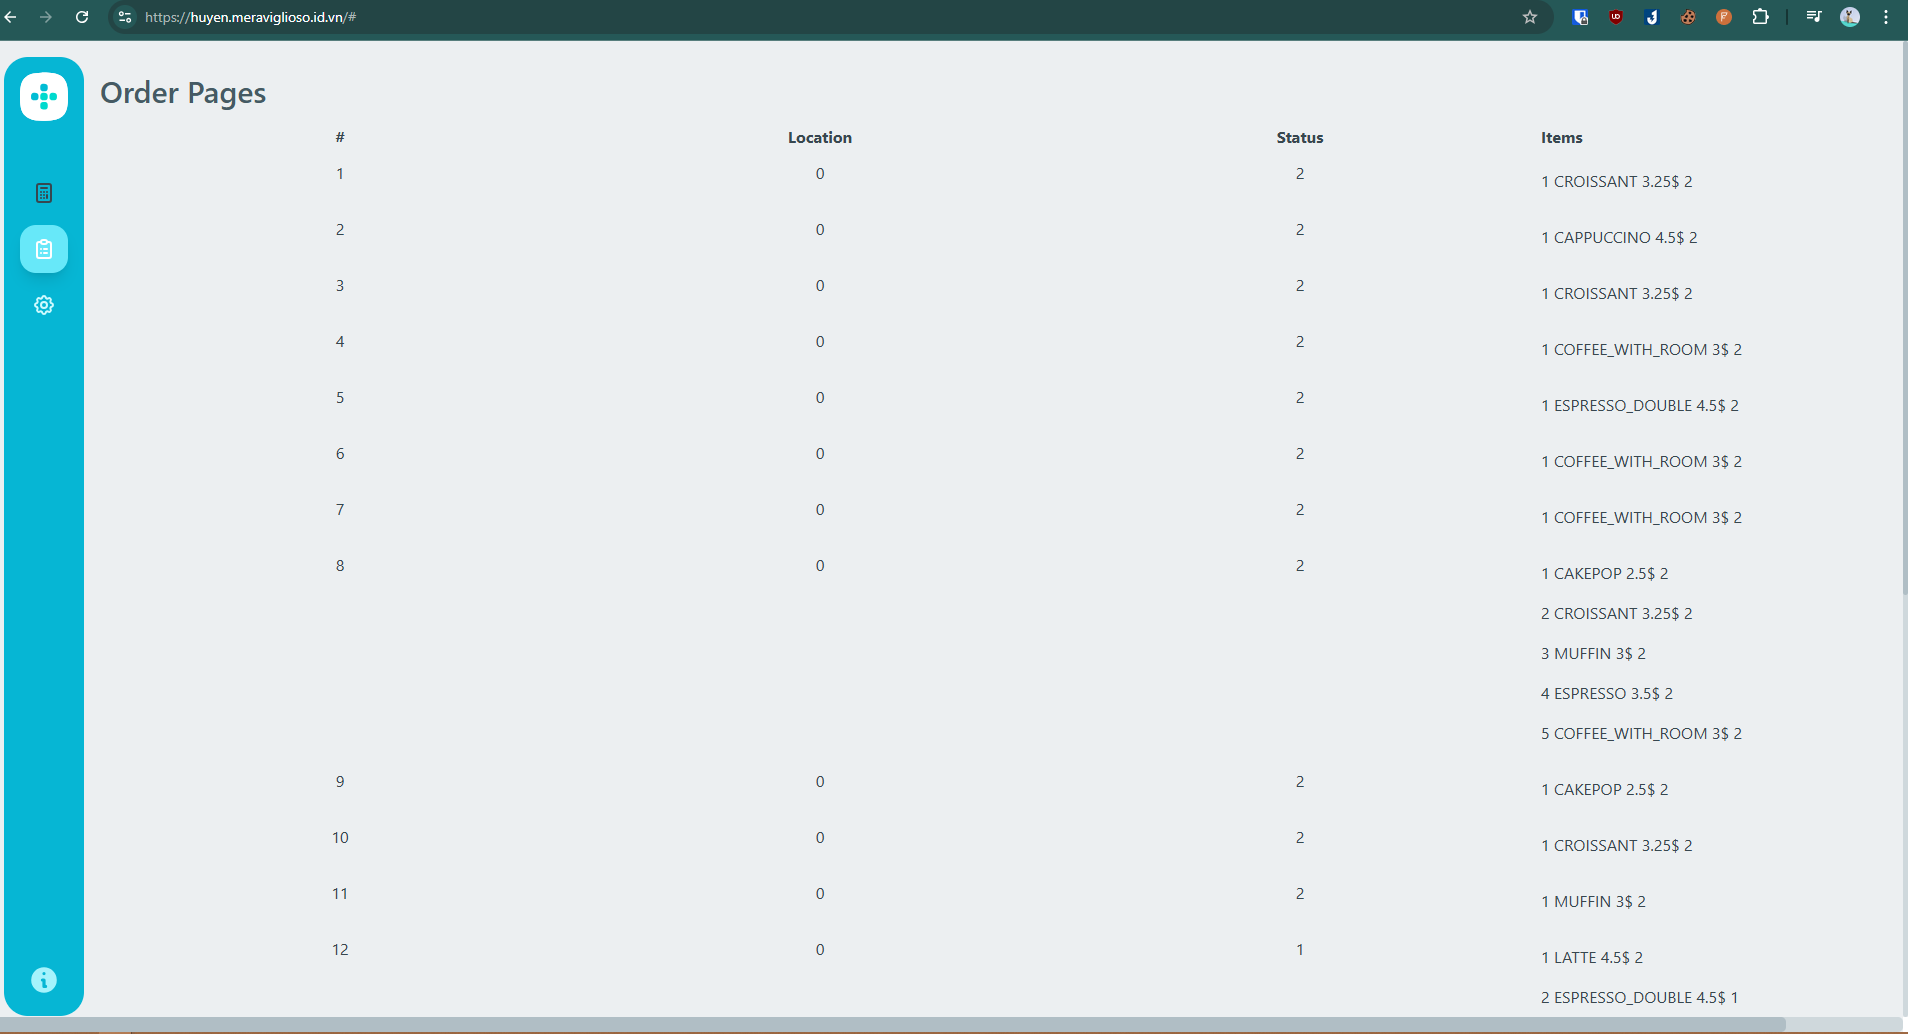 https://huyen.meraviglioso.id.vn/#
Order Pages
# Location Status Items
1 0 2 1 CROISSANT 3.25$ 2
2 0 2 1 CAPPUCCINO 4.5$ 2
3 0 2 1 CROISSANT 3.25$ 2
4 0 2 1 COFFEE_WITH_ROOM 3$ 2
5 0 2 1 ESPRESSO_DOUBLE 4.5$ 2
6 0 2 1 COFFEE_WITH_ROOM 3$ 2
7 0 2 1 COFFEE_WITH_ROOM 3$ 2
8 0 2 1 CAKEPOP 2.5$ 2
2 CROISSANT 3.25$ 2
3 MUFFIN 3$ 2
4 ESPRESSO 3.5$ 2
5 COFFEE_WITH_ROOM 3$ 2
9 0 2 1 CAKEPOP 2.5$ 2
10 0 2 1 CROISSANT 3.25$ 2
11 0 2 1 MUFFIN 3$ 2
12 0 1 1 LATTE 4.5$ 2
2 ESPRESSO_DOUBLE 4.5$ 1